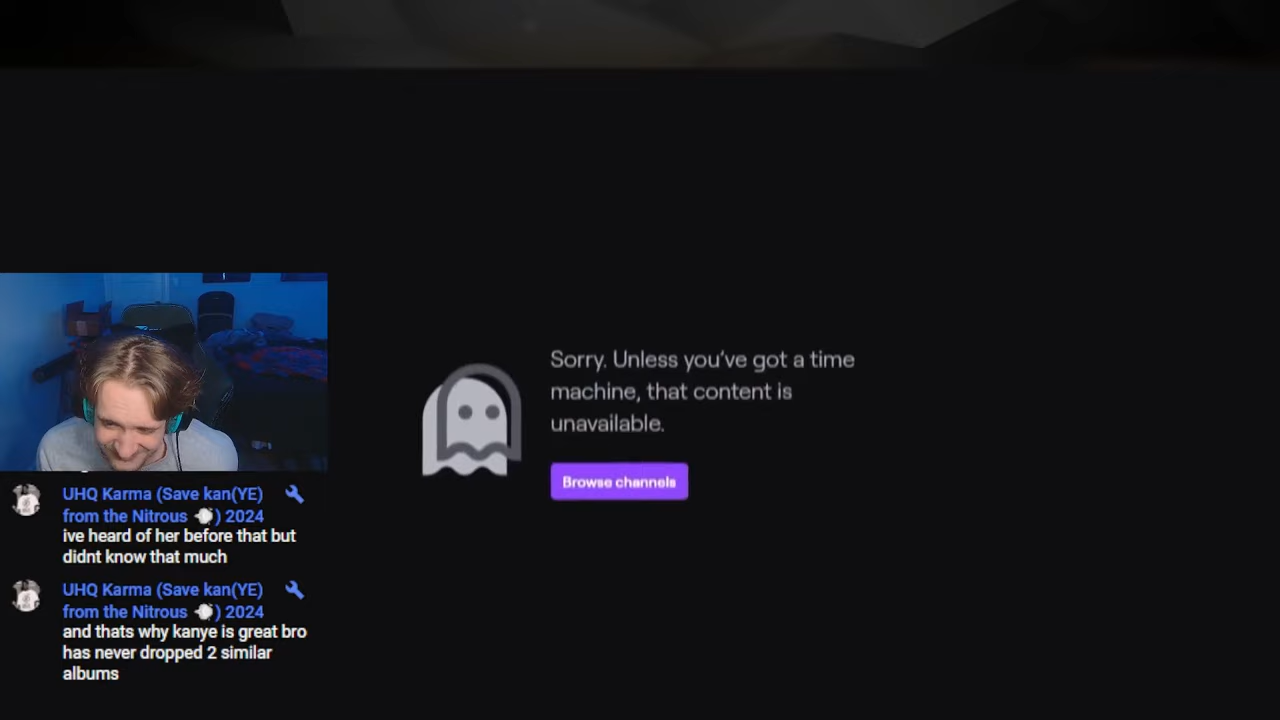 Sorry. Unless you've got a time
machine, that content is
unavailable.
Browse channels
UHQ Karma (Save kan(YE)
from the Nitrous ) 2024
ive heard of her before that but
didnt know that much
UHQ Karma (Save kan(YE)
from the Nitrous ) 2024
and thats why kanye is great bro
has never dropped 2 similar
albums